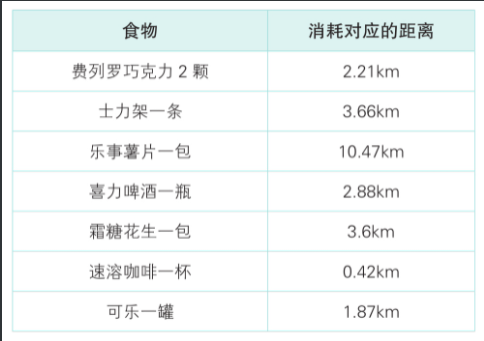 食物 消耗对应的距离
费列罗巧克力 2 颗 2.21km
士力架一条 3.66km
乐事薯片一包 10.47km
喜力啤酒一瓶 2.88km
霜糖花生一包 3.6km
速溶咖啡一杯 0.42km
可乐一罐 1.87km